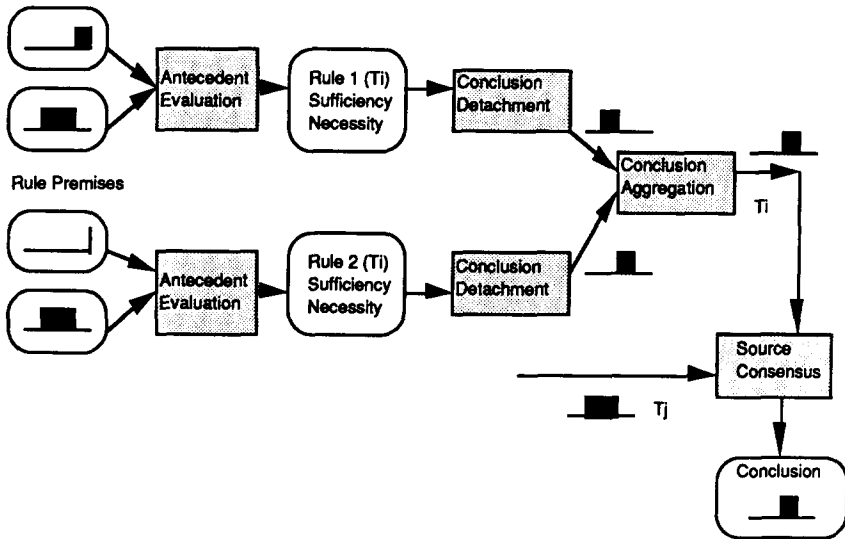 Antecedent
Evaluation
Rule 1 (Ti)
Sufficiency
Necessity
Conclusion
Detachment
Conclusion
Aggregation
Ti
Rule Premises
Antecedent
Evaluation
Rule 2 (Ti)
Sufficiency
Necessity
Conclusion
Detachment
Source
Consensus
Tj
Conclusion